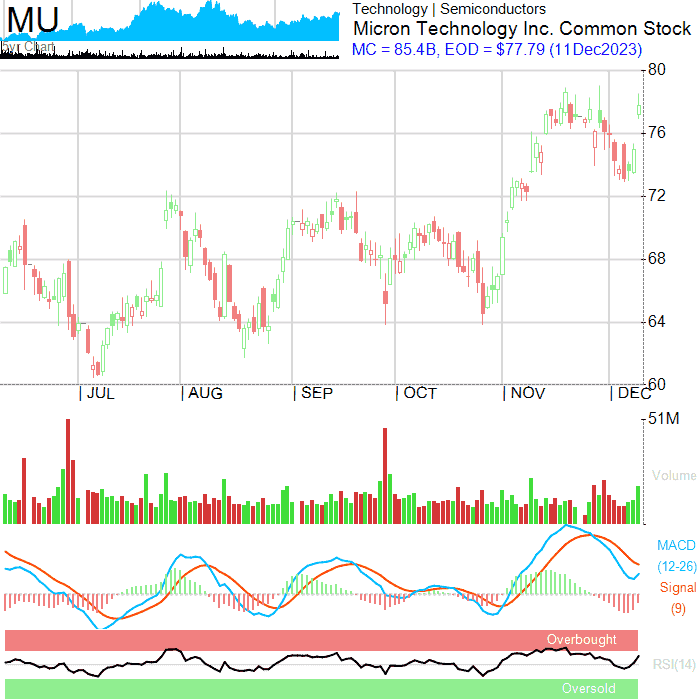 MU
Technology | Semiconductors
Micron Technology Inc. Common Stock
MC = 85.4B, EOD = $77.79 (11Dec2023)
80
76
72
68
64
60
JUL
AUG
SEP
OCT
NOV
DEC
51M
Volume
MACD
(12-26)
Signal
(9)
Overbought
RSI(14)
Oversold